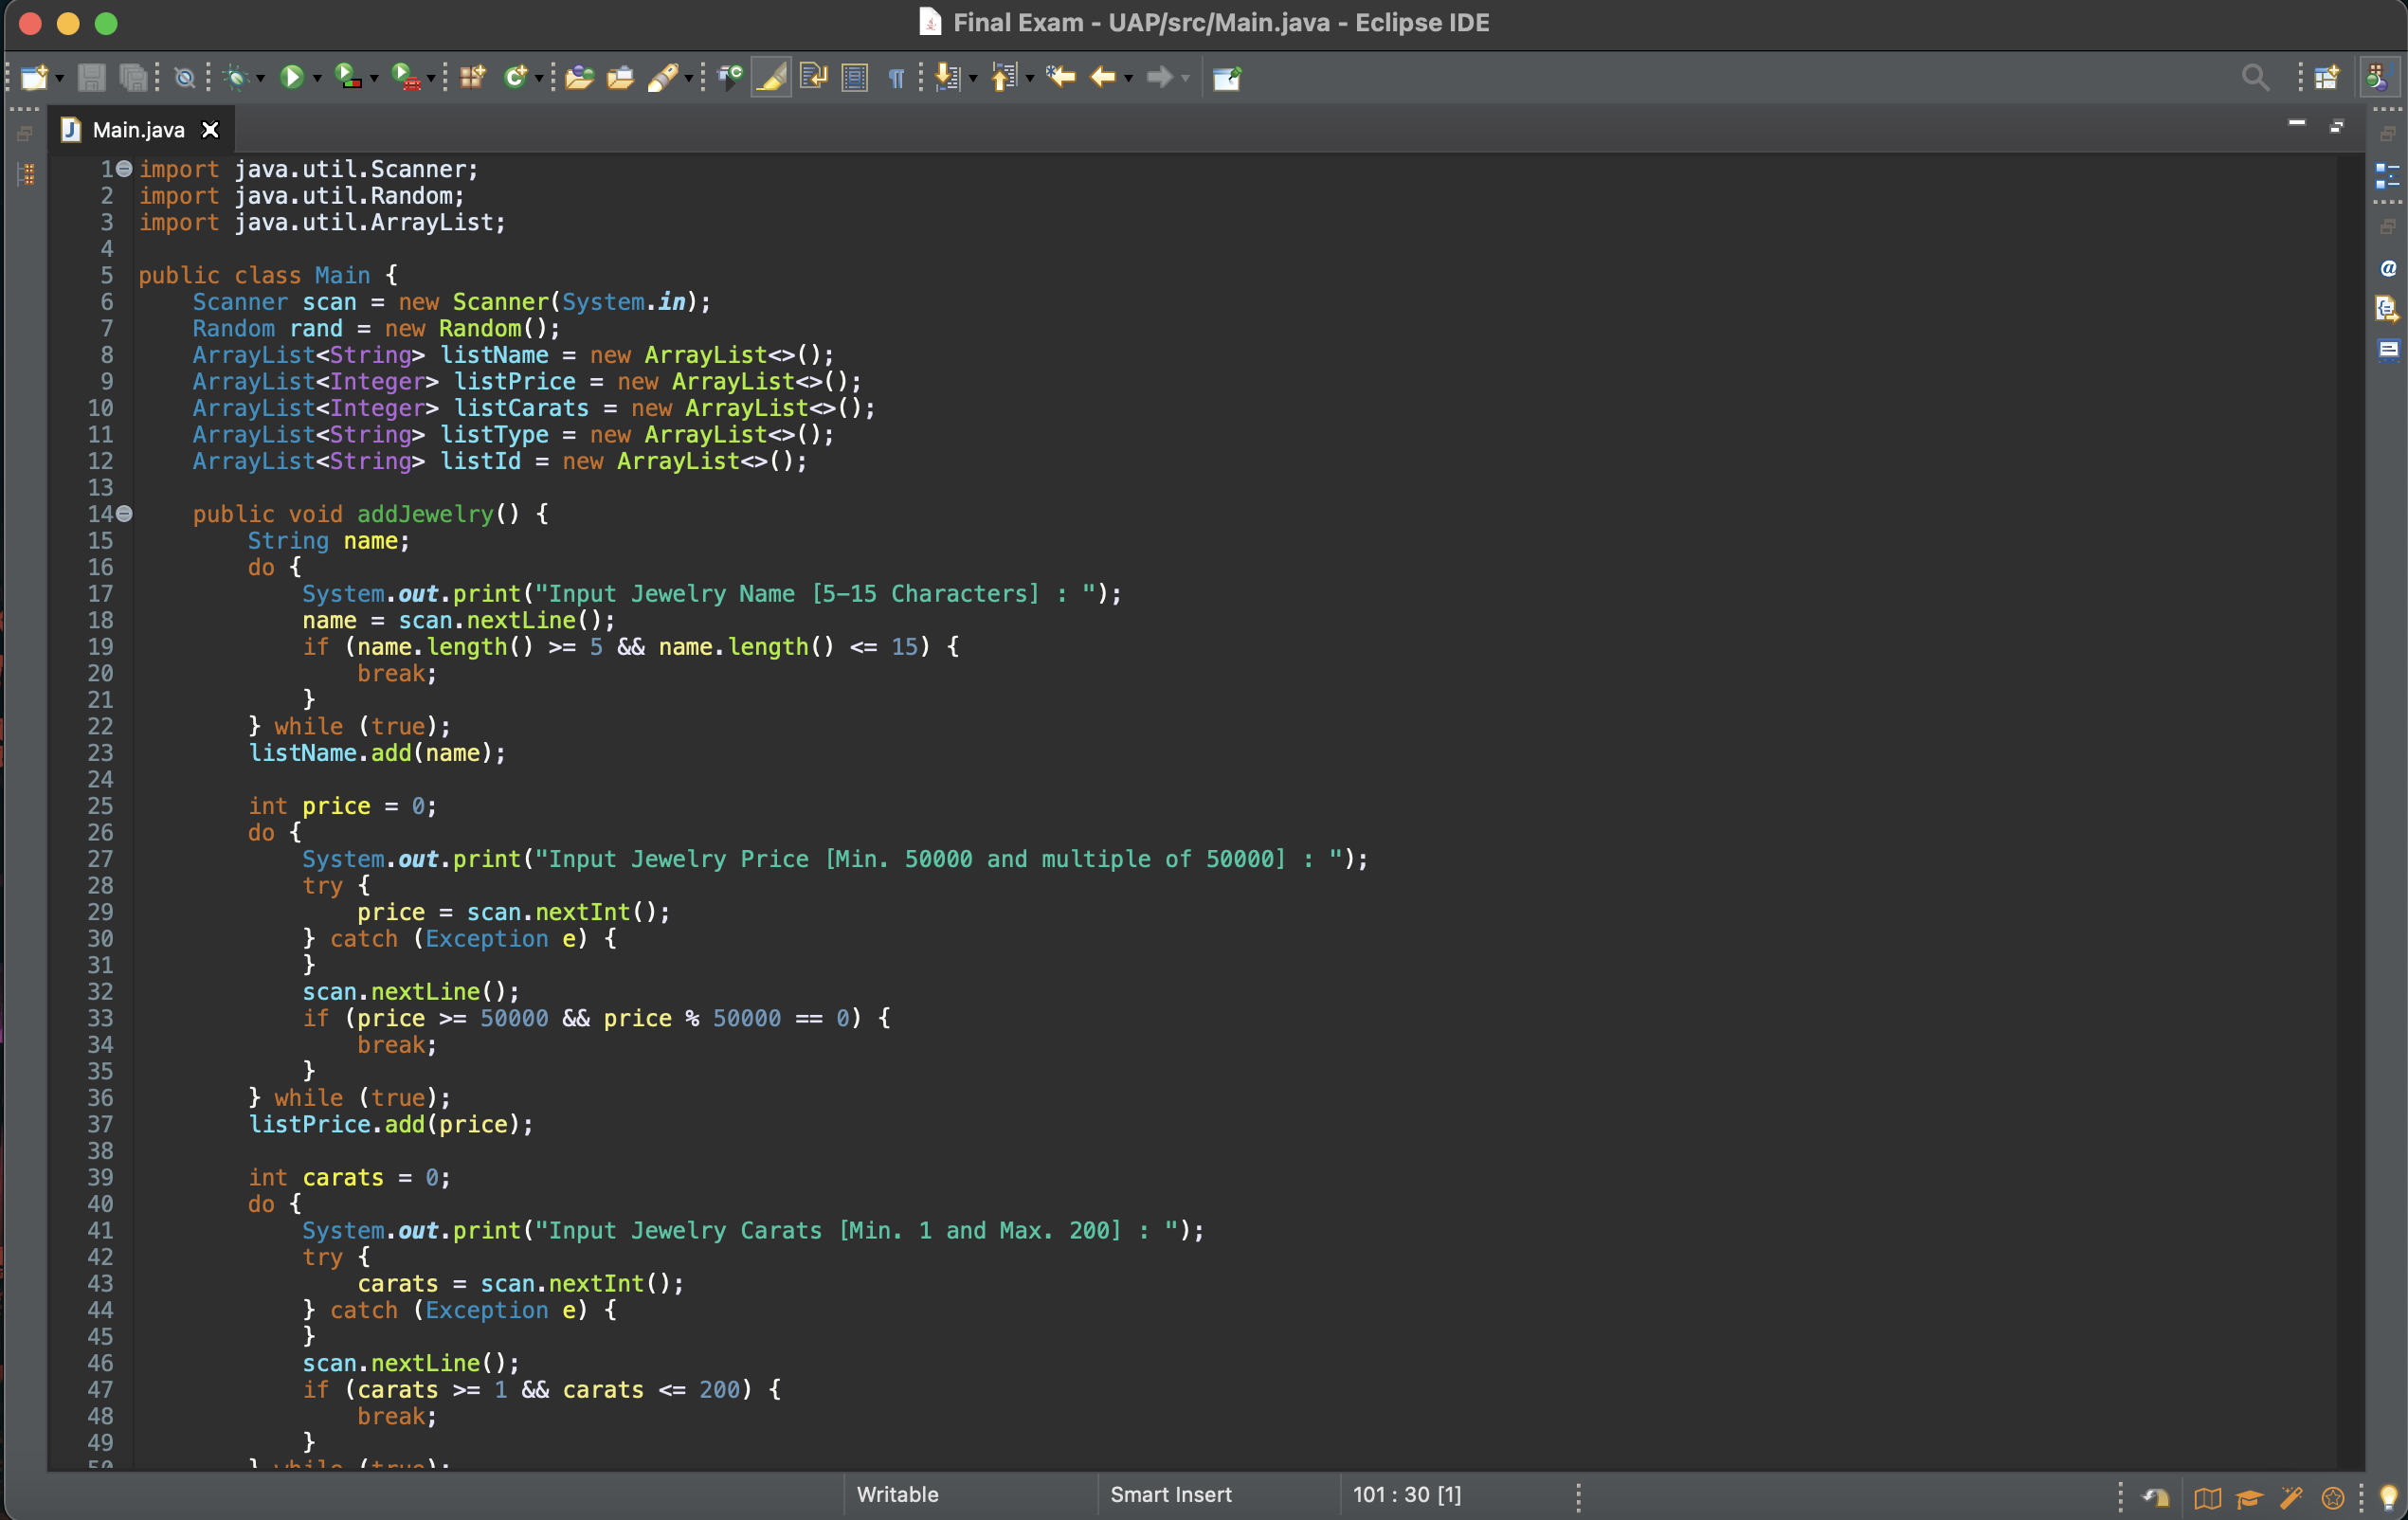 Final Exam - UAP/src/Main.java - Eclipse IDE
Main.java
1 import java.util.Scanner;
2 import java.util.Random;
3 import java.util.ArrayList;
4
5 public class Main {
6     Scanner scan = new Scanner(System.in);
7     Random rand = new Random();
8     ArrayList<String> listName = new ArrayList<>();
9     ArrayList<Integer> listPrice = new ArrayList<>();
10     ArrayList<Integer> listCarats = new ArrayList<>();
11     ArrayList<String> listType = new ArrayList<>();
12     ArrayList<String> listId = new ArrayList<>();
13
14     public void addJewelry() {
15         String name;
16         do {
17             System.out.print("Input Jewelry Name [5-15 Characters] : ");
18             name = scan.nextLine();
19             if (name.length() >= 5 && name.length() <= 15) {
20                 break;
21             }
22         } while (true);
23         listName.add(name);
24
25         int price = 0;
26         do {
27             System.out.print("Input Jewelry Price [Min. 50000 and multiple of 50000] : ");
28             try {
29                 price = scan.nextInt();
30             } catch (Exception e) {
31             }
32             scan.nextLine();
33             if (price >= 50000 && price % 50000 == 0) {
34                 break;
35             }
36         } while (true);
37         listPrice.add(price);
38
39         int carats = 0;
40         do {
41             System.out.print("Input Jewelry Carats [Min. 1 and Max. 200] : ");
42             try {
43                 carats = scan.nextInt();
44             } catch (Exception e) {
45             }
46             scan.nextLine();
47             if (carats >= 1 && carats <= 200) {
48                 break;
49             }
50         } while (true);
Writable
Smart Insert
101 : 30 [1]